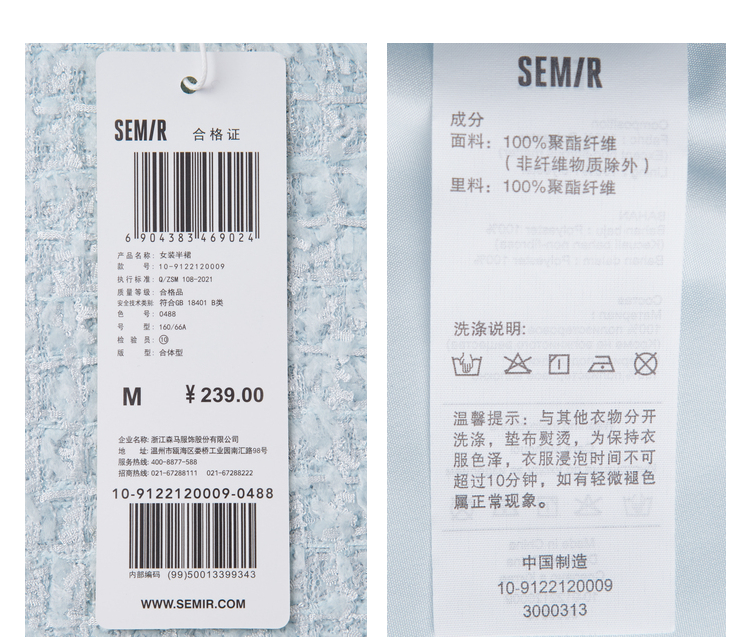 SEMIR 合格证
6 904383 469024
产品名称: 女装半裙
款 号: 10-9122120009
执行标准: Q/ZSM 108-2021
质量等级: 合格品
安全技术类别: 符合GB 18401 B类
色 号: 0488
号 型: 160/66A
检 验 员: 10
版 型: 合体型
M ¥239.00
企业名称: 浙江森马服饰股份有限公司
地 址: 温州市瓯海区娄桥工业园南汇路98号
服务热线: 400-8877-588
招商热线: 021-67288111 021-67288222
10-9122120009-0488
内部编码 (99)50013399343
WWW.SEMIR.COM
SEMIR
成分
面料: 100%聚酯纤维
(非纤维物质除外)
里料: 100%聚酯纤维
洗涤说明:
温馨提示: 与其他衣物分开
洗涤, 垫布熨烫, 为保持衣
服色泽, 衣服浸泡时间不可
超过10分钟, 如有轻微褪色
属正常现象。
中国制造
10-9122120009
3000313